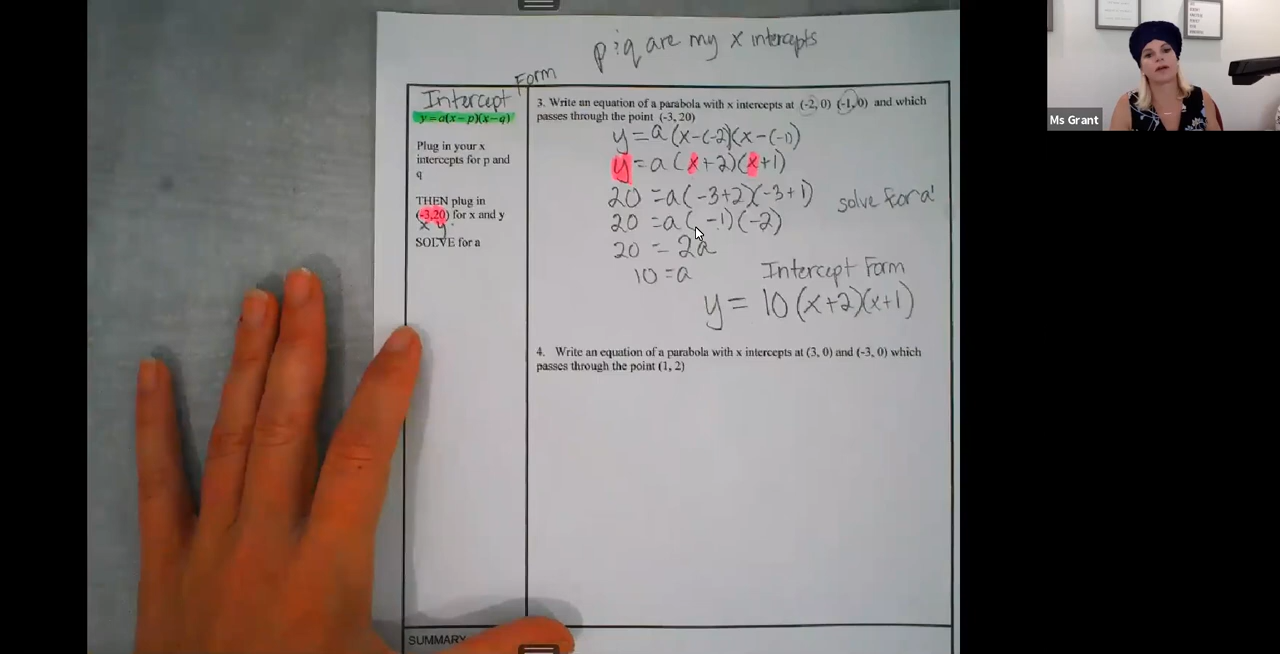 p & q are my x intercepts
Form
Intercept
y=a(x−p)(x−q)
Plug in your x
intercepts for p and
q
THEN plug in
(-3,20) for x and y
x y
SOLVE for a
3. Write an equation of a parabola with x intercepts at (-2, 0) (-1, 0) and which
passes through the point (-3, 20)
y = a (x-(-2)(x-(-1)
y = a (x+2)(x+1)
20 = a(-3+2)(-3+1)
solve for a!
20 = a(-1)(-2)
20 = 2a
10 = a
Intercept Form
y = 10(x+2)(x+1)
4. Write an equation of a parabola with x intercepts at (3, 0) and (-3, 0) which
passes through the point (1, 2)
SUMMARY
Ms Grant